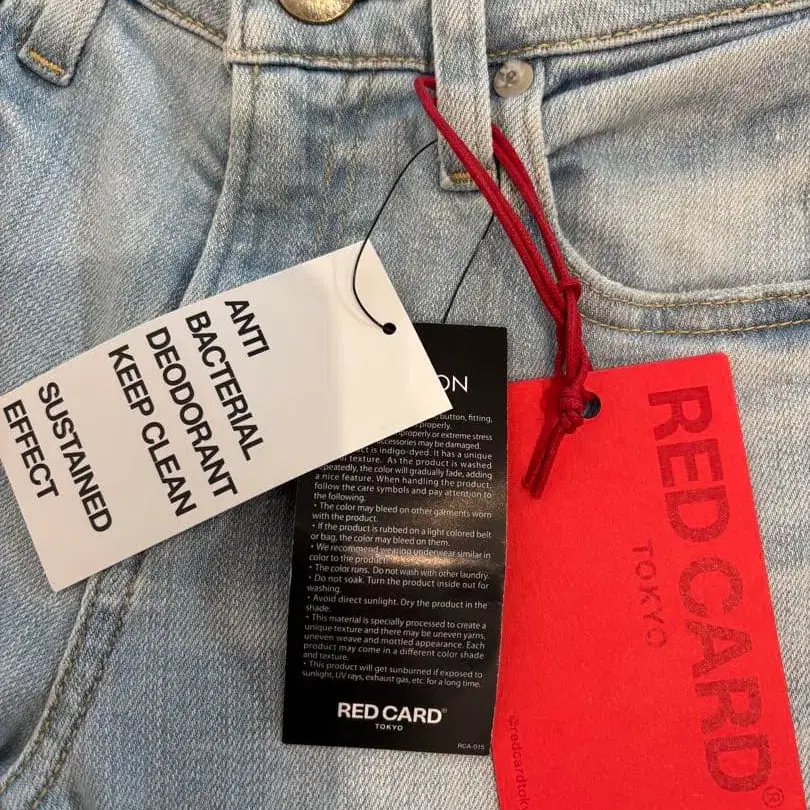 ANTI
BACTERIAL
DEODORANT
KEEP CLEAN
SUSTAINED
EFFECT
ON
button, fitting,
properly.
properly or extreme stress
accessories may be damaged.
is indigo-dyed. It has a unique
texture. As the product is washed
repeatedly, the color will gradually fade, adding
a nice feature. When handling the product,
follow the care symbols and pay attention to
the following.
・The color may bleed on other garments worn
with the product.
・If the product is rubbed on a light colored belt
or bag, the color may bleed on them.
・We recommend wearing underwear similar in
color to the product.
・The color runs. Do not wash with other laundry.
・Do not soak. Turn the product inside out for
washing.
・Avoid direct sunlight. Dry the product in the
shade.
・This material is specially processed to create a
unique texture and there may be uneven yarns,
uneven weave and mottled appearance. Each
product may come in a different color shade
and texture.
・This product will get sunburned if exposed to
sunlight, UV rays, exhaust gas, etc. for a long time.
RED CARD®
TOKYO
RCA-015
RED CARD®
TOKYO
@redcardtok